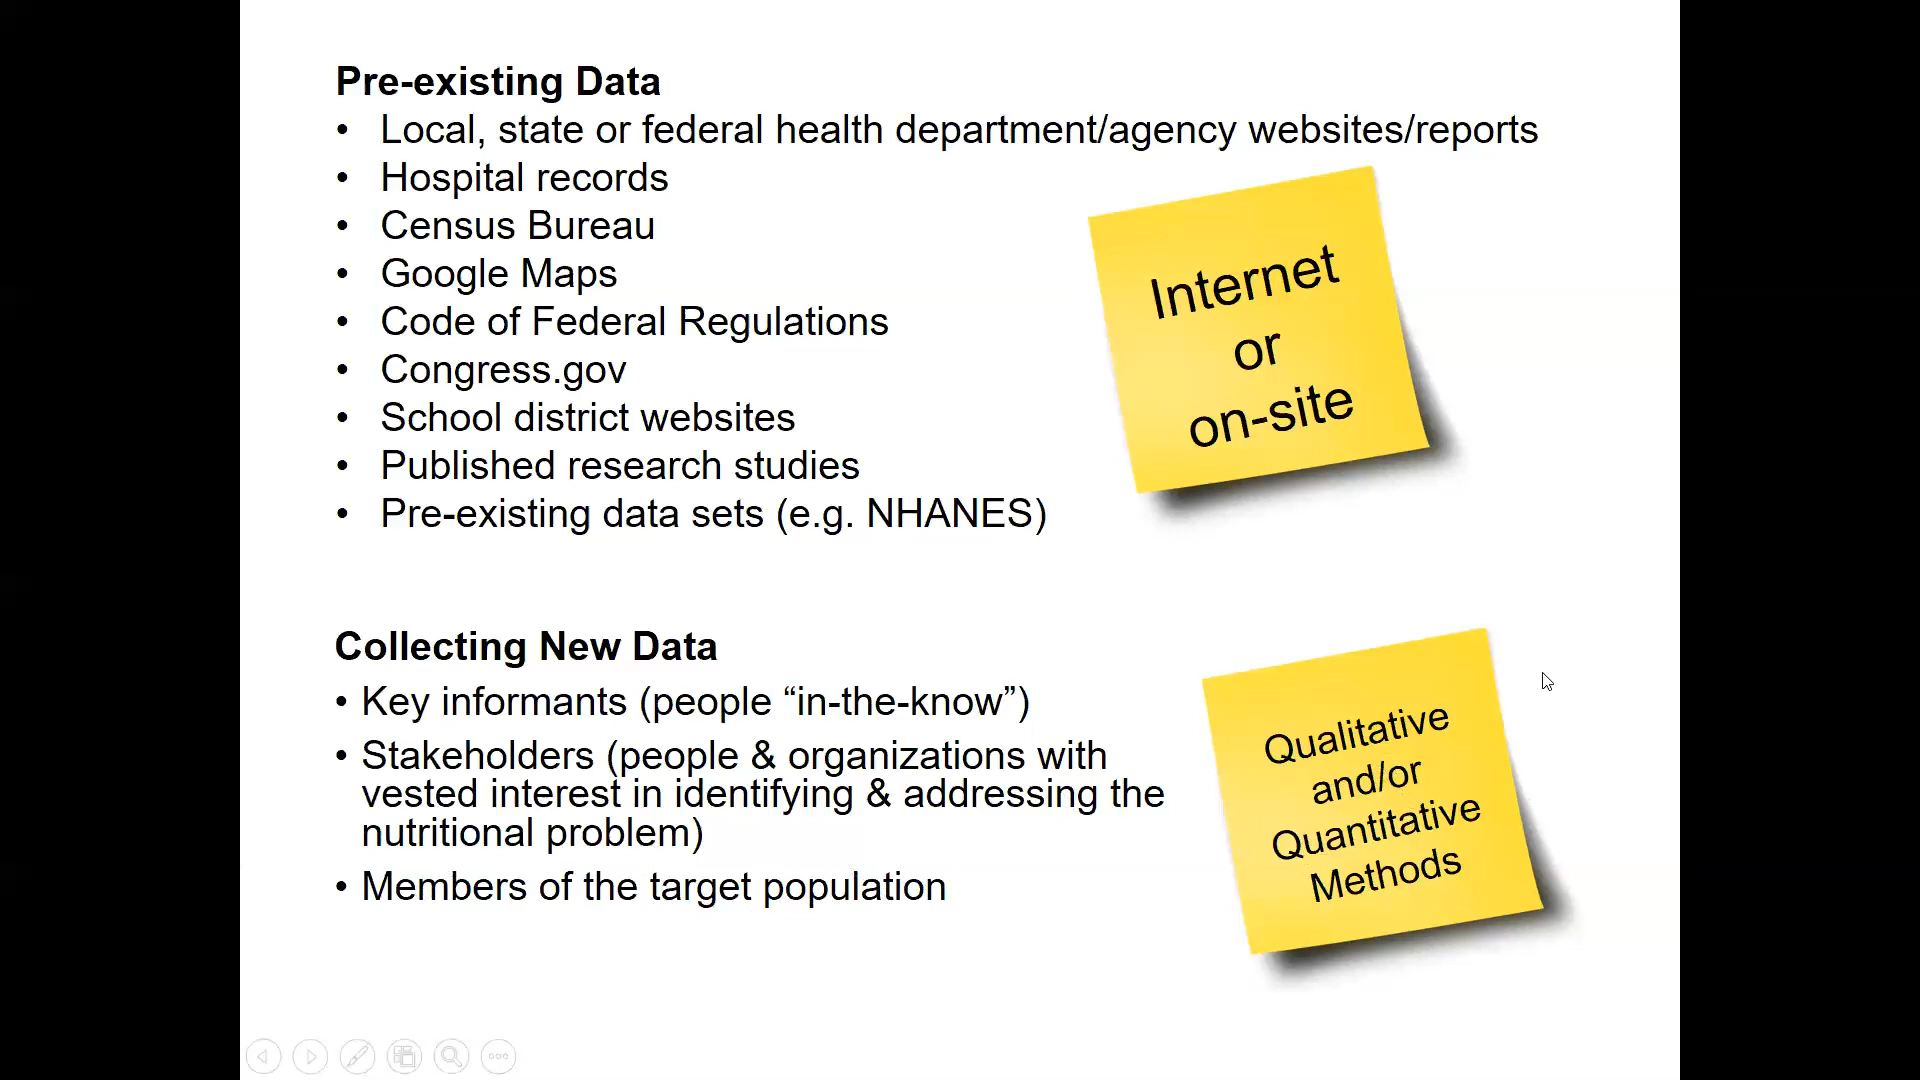 Pre-existing Data
• Local, state or federal health department/agency websites/reports
• Hospital records
• Census Bureau
• Google Maps
• Code of Federal Regulations
• Congress.gov
• School district websites
• Published research studies
• Pre-existing data sets (e.g. NHANES)
Internet
or
on-site
Collecting New Data
• Key informants (people “in-the-know”)
• Stakeholders (people & organizations with
vested interest in identifying & addressing the
nutritional problem)
• Members of the target population
Qualitative
and/or
Quantitative
Methods